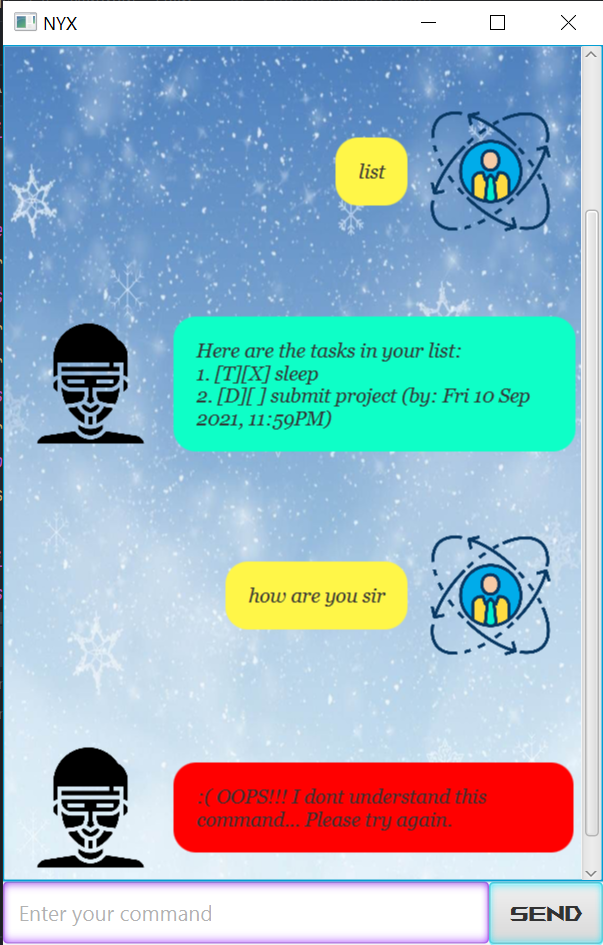 NYX
list
Here are the tasks in your list:
1. [T][X] sleep
2. [D][ ] submit project (by: Fri 10 Sep
2021, 11:59PM)
how are you sir
:( OOPS!!! I dont understand this
command... Please try again.
Enter your command
SEND